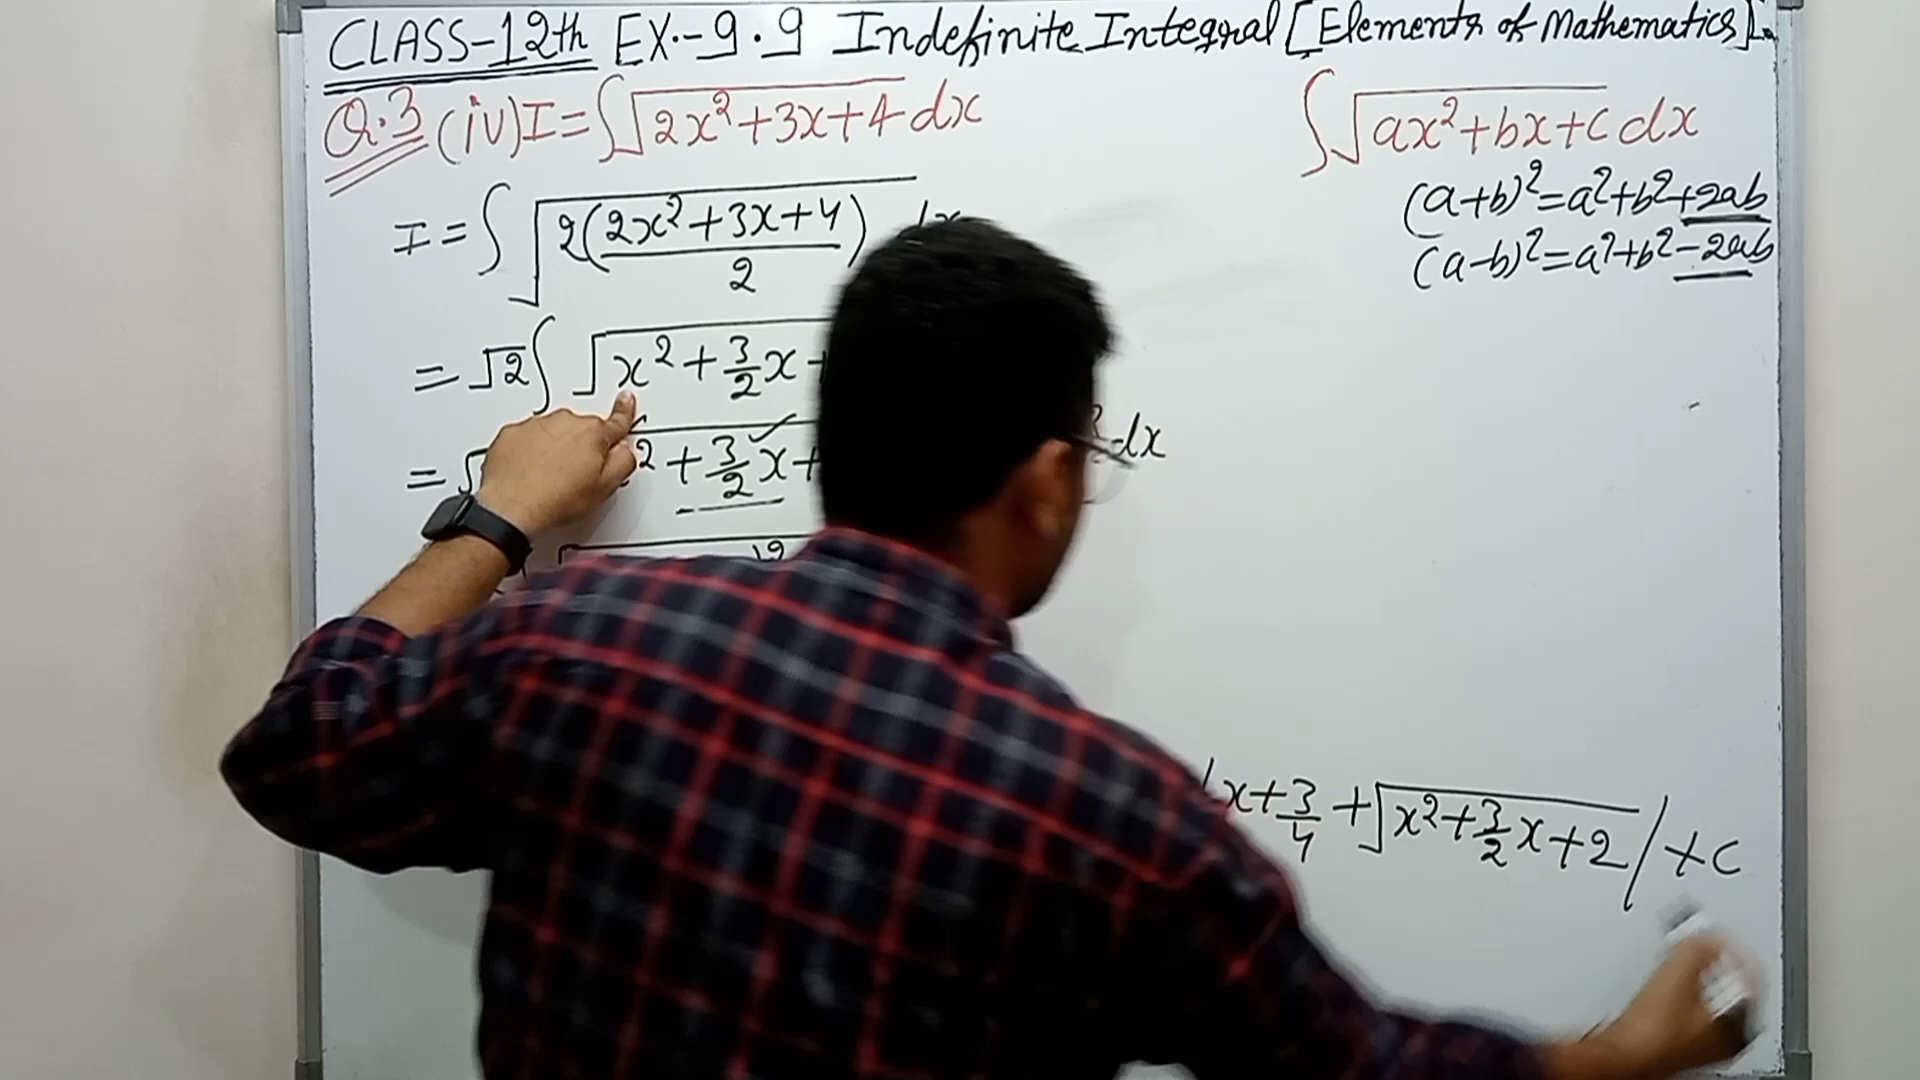 CLASS-12th EX.-9.9 Indefinite Integral [Elements of Mathematics].
Q.3 (iv) I = ∫√(2x²+3x+4) dx
∫√(ax²+bx+c) dx
(a+b)² = a²+b²+2ab
(a-b)² = a²+b²-2ab
I = ∫ √(2(2x²+3x+4)/2) dx
= √2 ∫ √(x² + 3/2 x +
² + 3/2 x +
dx
x + 3/4 + √(x² + 3/2 x + 2) | + c